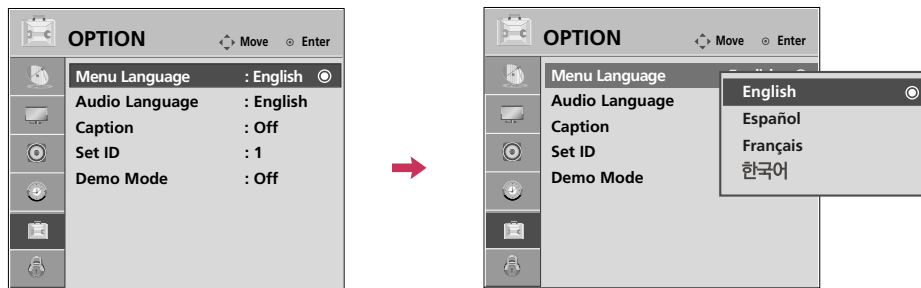 OPTION Move Enter
Menu Language : English
Audio Language : English
Caption : Off
Set ID : 1
Demo Mode : Off
OPTION Move Enter
Menu Language
Audio Language
Caption
Set ID
Demo Mode
English
Español
Français
한국어